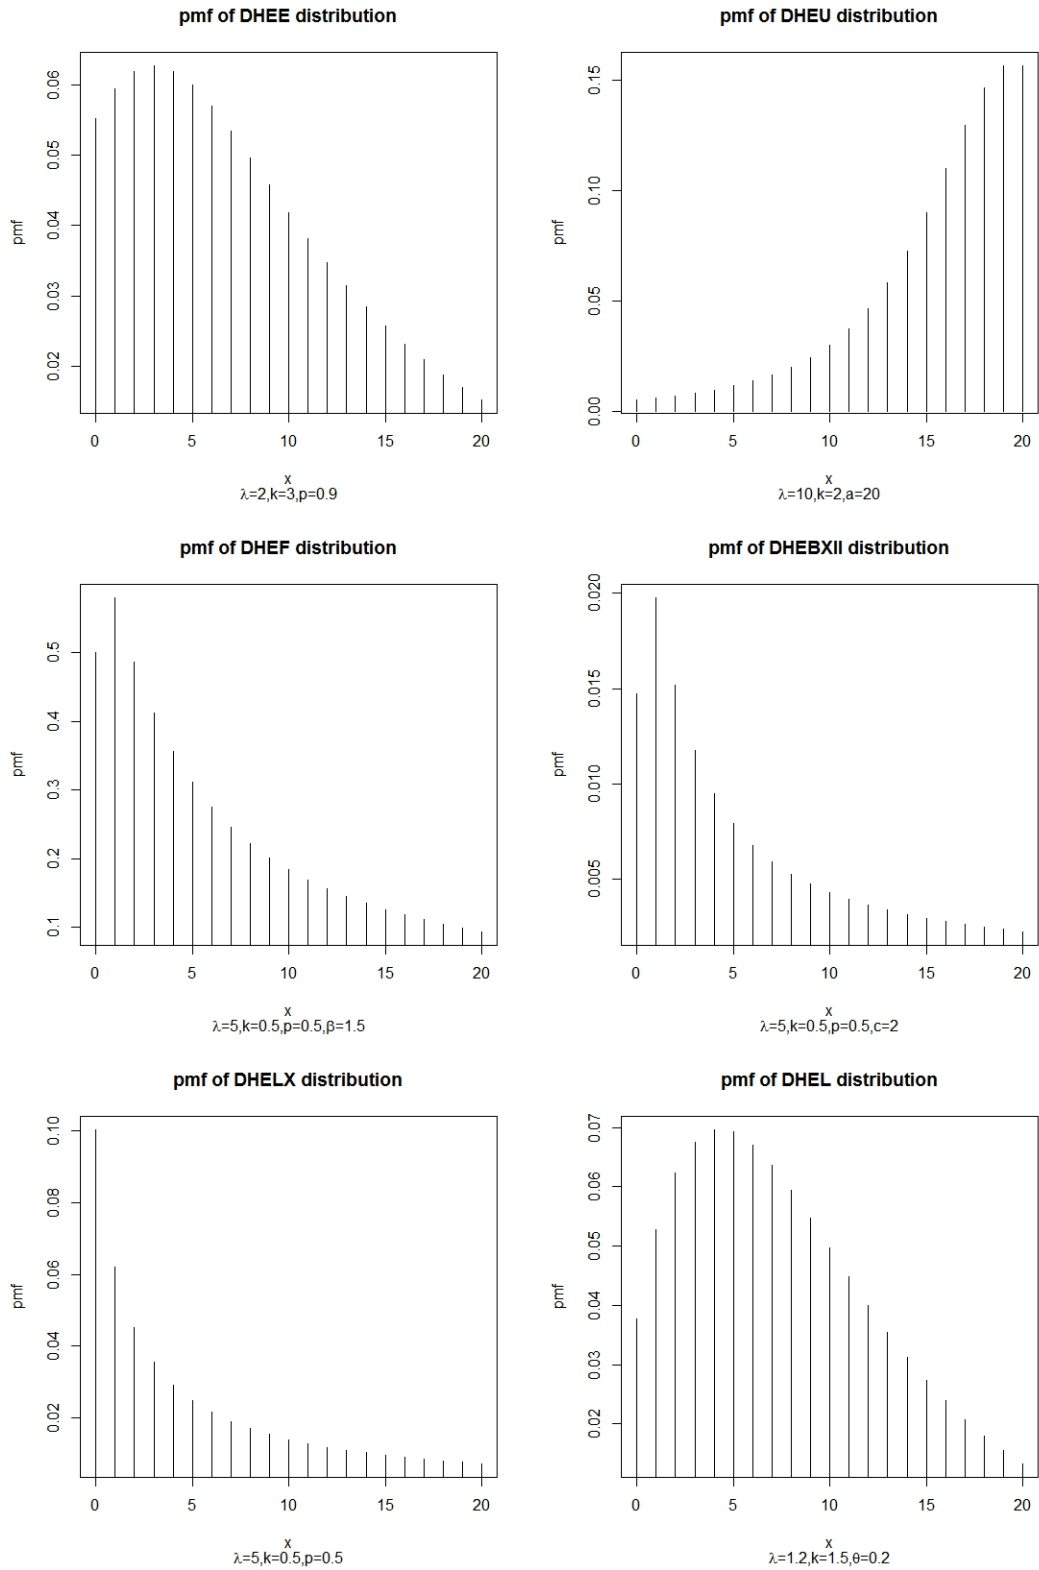 pmf of DHEE distribution
pmf
0.02 0.03 0.04 0.05 0.06
0 5 10 15 20
x
λ=2,k=3,p=0.9
pmf of DHEU distribution
pmf
0.00 0.05 0.10 0.15
0 5 10 15 20
x
λ=10,k=2,a=20
pmf of DHEF distribution
pmf
0.1 0.2 0.3 0.4 0.5
0 5 10 15 20
x
λ=5,k=0.5,p=0.5,β=1.5
pmf of DHEBXII distribution
pmf
0.005 0.010 0.015 0.020
0 5 10 15 20
x
λ=5,k=0.5,p=0.5,c=2
pmf of DHELX distribution
pmf
0.02 0.04 0.06 0.08 0.10
0 5 10 15 20
x
λ=5,k=0.5,p=0.5
pmf of DHEL distribution
pmf
0.02 0.03 0.04 0.05 0.06 0.07
0 5 10 15 20
x
λ=1.2,k=1.5,θ=0.2